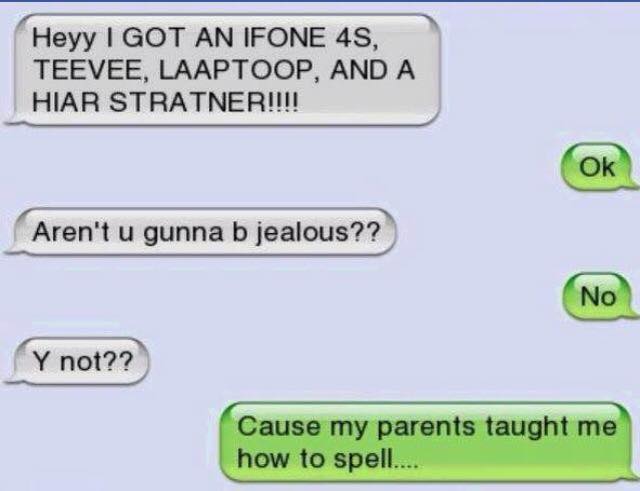 Heyy I GOT AN IFONE 4S,
TEEVEE, LAAPTOOP, AND A
HIAR STRATNER!!!!
Ok
Aren't u gunna b jealous??
No
Y not??
Cause my parents taught me
how to spell....